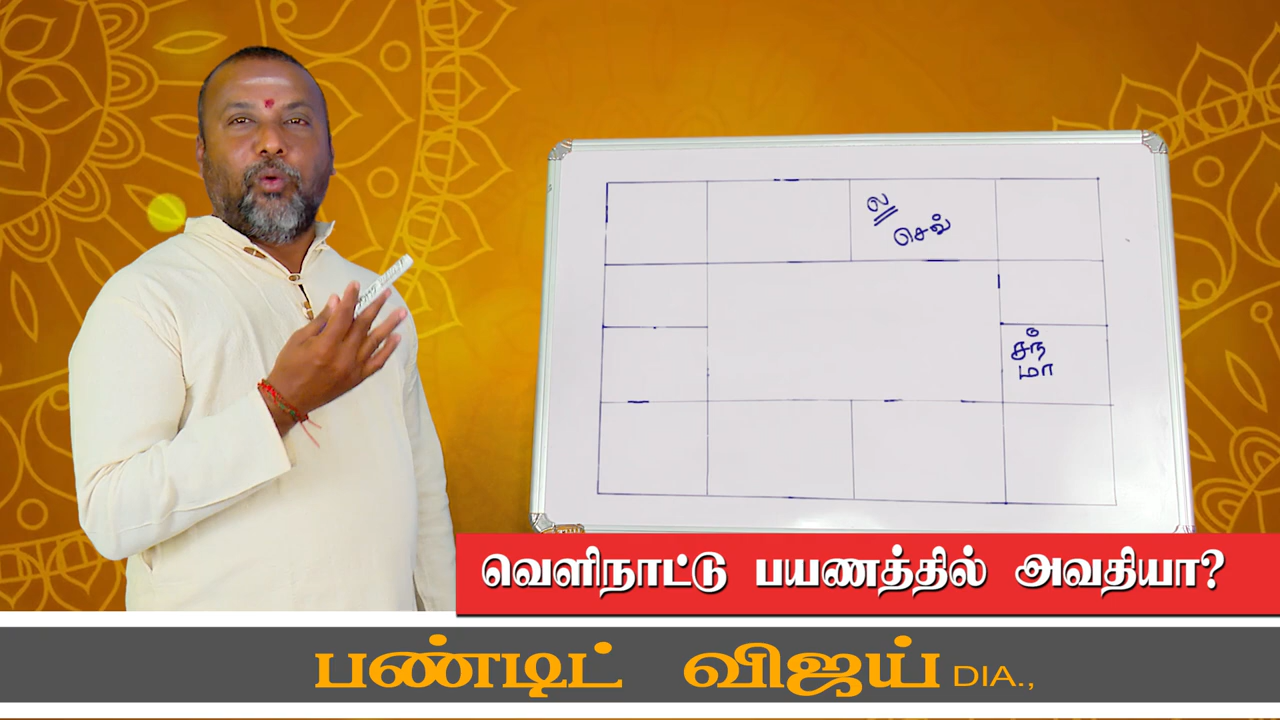 ல
செவ்
சந்
மா
வெளிநாட்டு பயணத்தில் அவதியா?
பண்டிட் விஜய் DIA.,